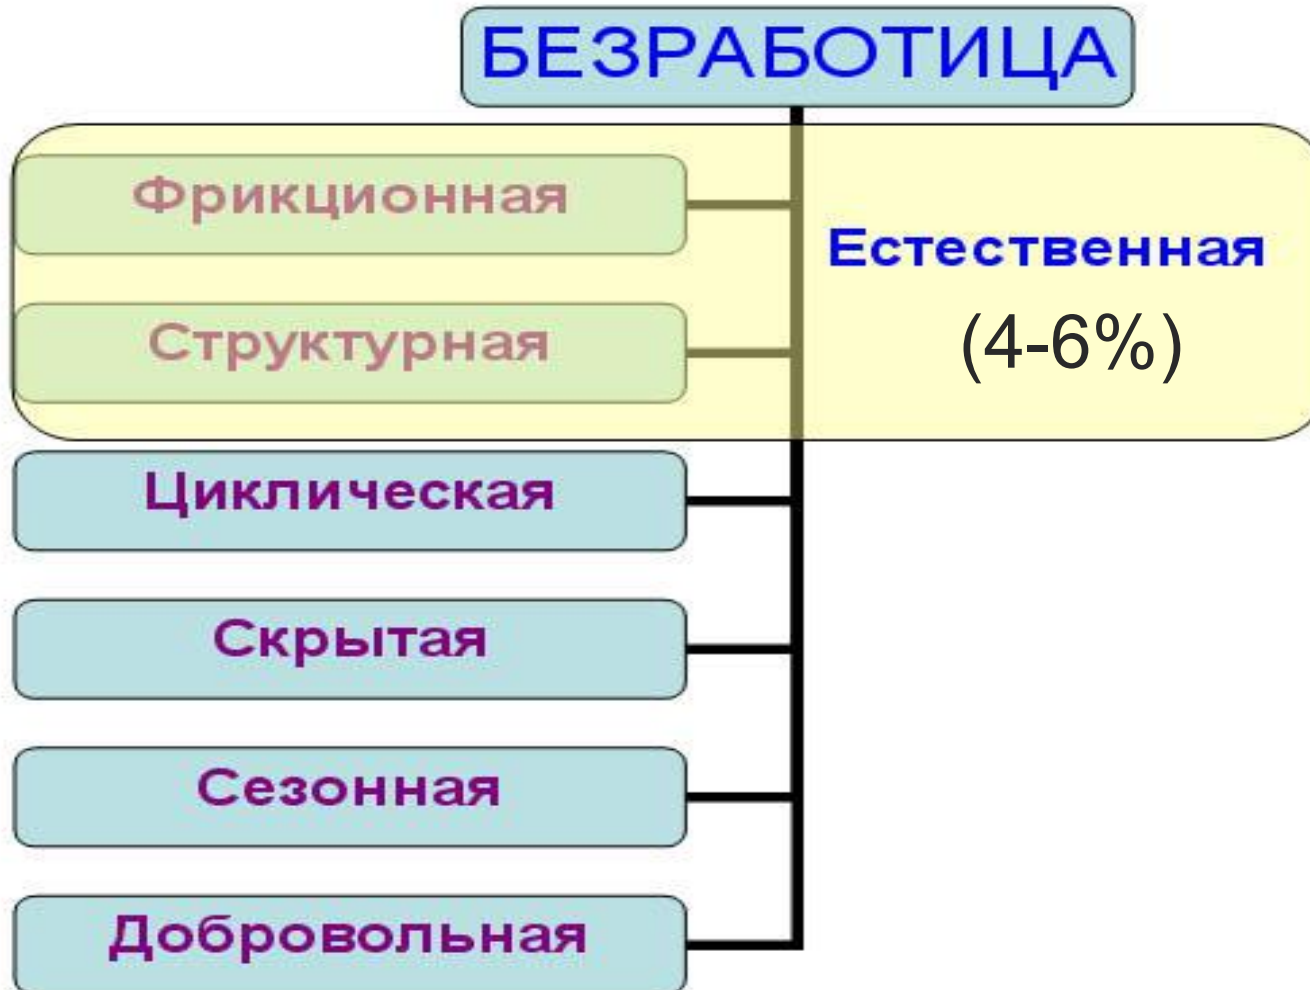 БЕЗРАБОТИЦА
Фрикционная
Естественная
(4-6%)
Структурная
Циклическая
Скрытая
Сезонная
Добровольная